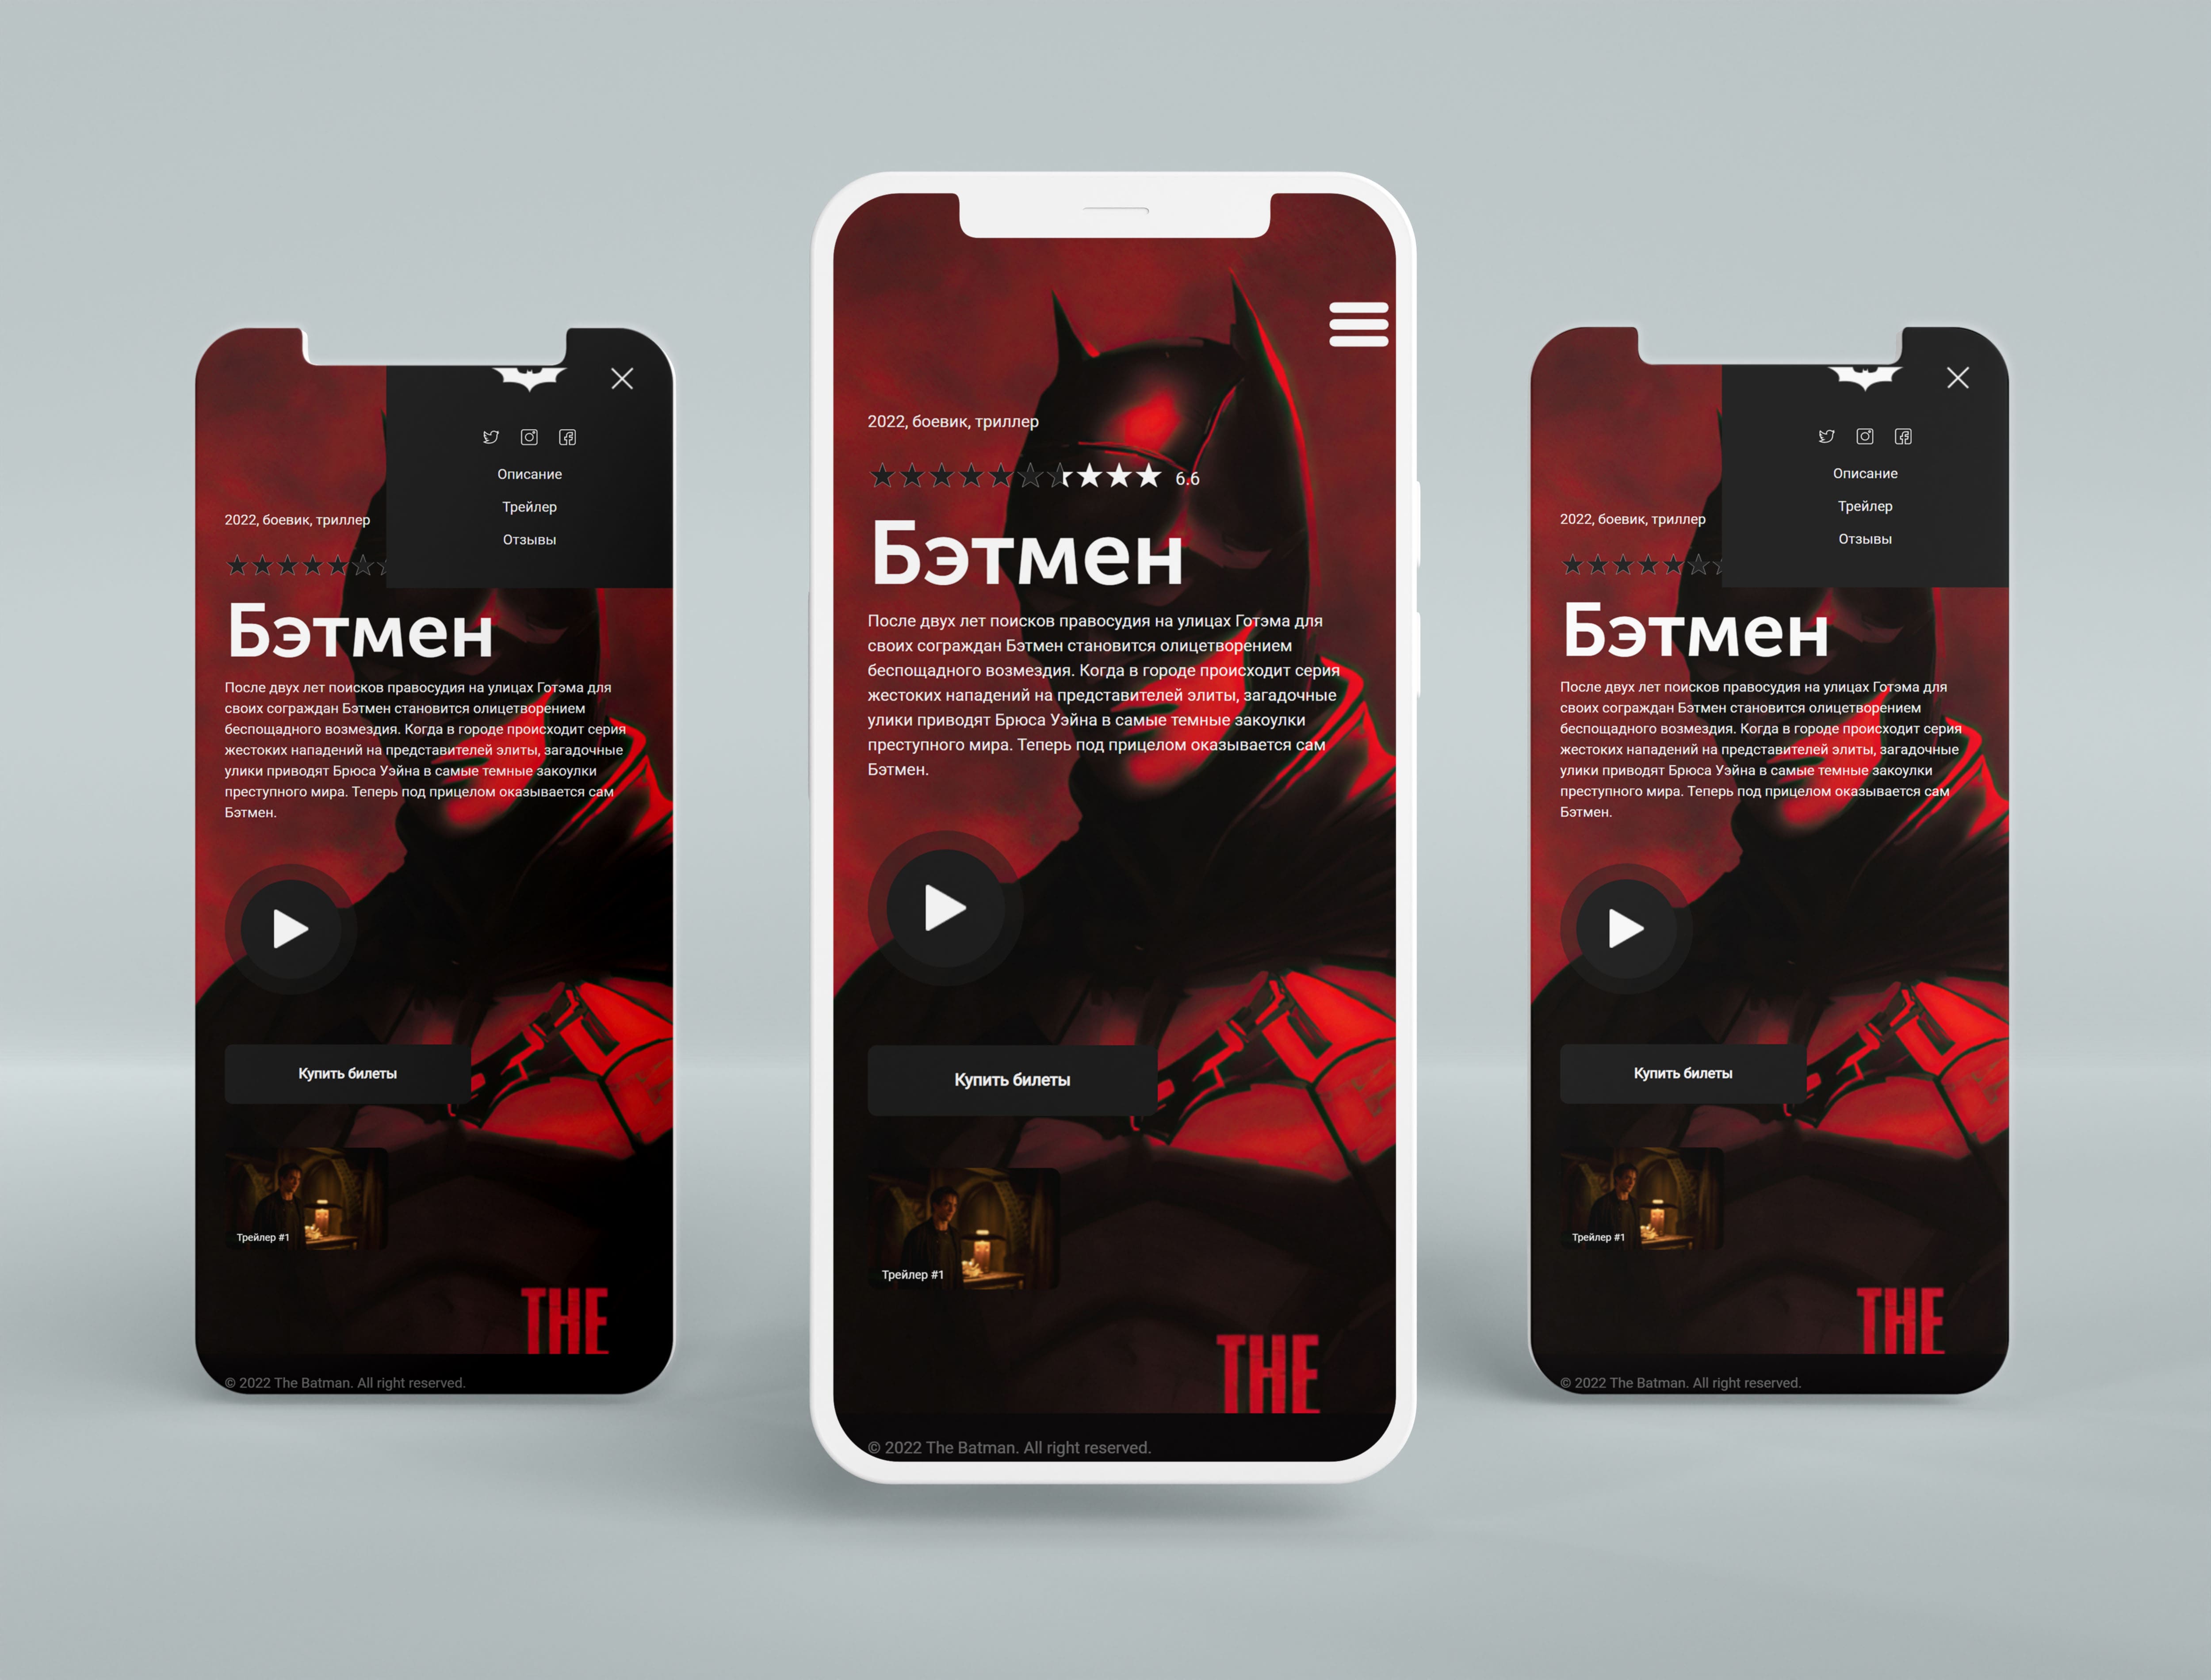 Описание
Трейлер
Отзывы
2022, боевик, триллер
Бэтмен
После двух лет поисков правосудия на улицах Готэма для
своих сограждан Бэтмен становится олицетворением
беспощадного возмездия. Когда в городе происходит серия
жестоких нападений на представителей элиты, загадочные
улики приводят Брюса Уэйна в самые темные закоулки
преступного мира. Теперь под прицелом оказывается сам
Бэтмен.
Купить билеты
Трейлер #1
THE
© 2022 The Batman. All right reserved.
2022, боевик, триллер
6.6
Бэтмен
После двух лет поисков правосудия на улицах Готэма для
своих сограждан Бэтмен становится олицетворением
беспощадного возмездия. Когда в городе происходит серия
жестоких нападений на представителей элиты, загадочные
улики приводят Брюса Уэйна в самые темные закоулки
преступного мира. Теперь под прицелом оказывается сам
Бэтмен.
Купить билеты
Трейлер #1
THE
© 2022 The Batman. All right reserved.
Описание
Трейлер
Отзывы
2022, боевик, триллер
Бэтмен
После двух лет поисков правосудия на улицах Готэма для
своих сограждан Бэтмен становится олицетворением
беспощадного возмездия. Когда в городе происходит серия
жестоких нападений на представителей элиты, загадочные
улики приводят Брюса Уэйна в самые темные закоулки
преступного мира. Теперь под прицелом оказывается сам
Бэтмен.
Купить билеты
Трейлер #1
THE
© 2022 The Batman. All right reserved.